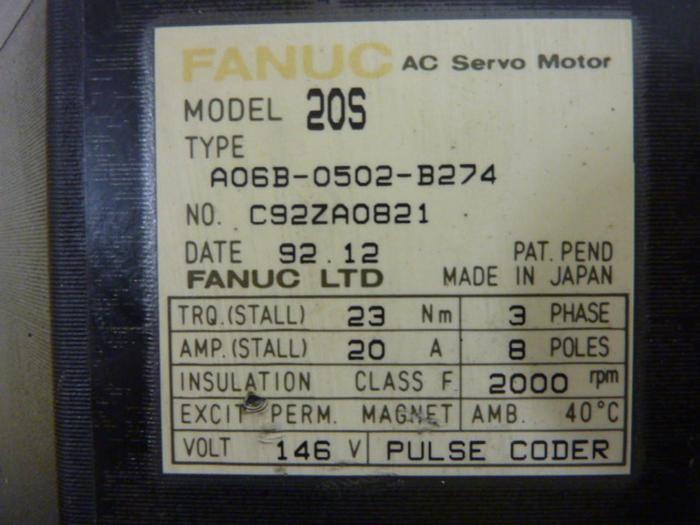 FANUC AC Servo Motor
MODEL 20S
TYPE
A06B-0502-B274
NO. C92ZA0821
DATE 92.12 PAT. PEND
FANUC LTD MADE IN JAPAN
TRQ.(STALL) 23 Nm 3 PHASE
AMP.(STALL) 20 A 8 POLES
INSULATION CLASS F 2000 rpm
EXCIT PERM. MAGNET AMB. 40°C
VOLT 146 V PULSE CODER